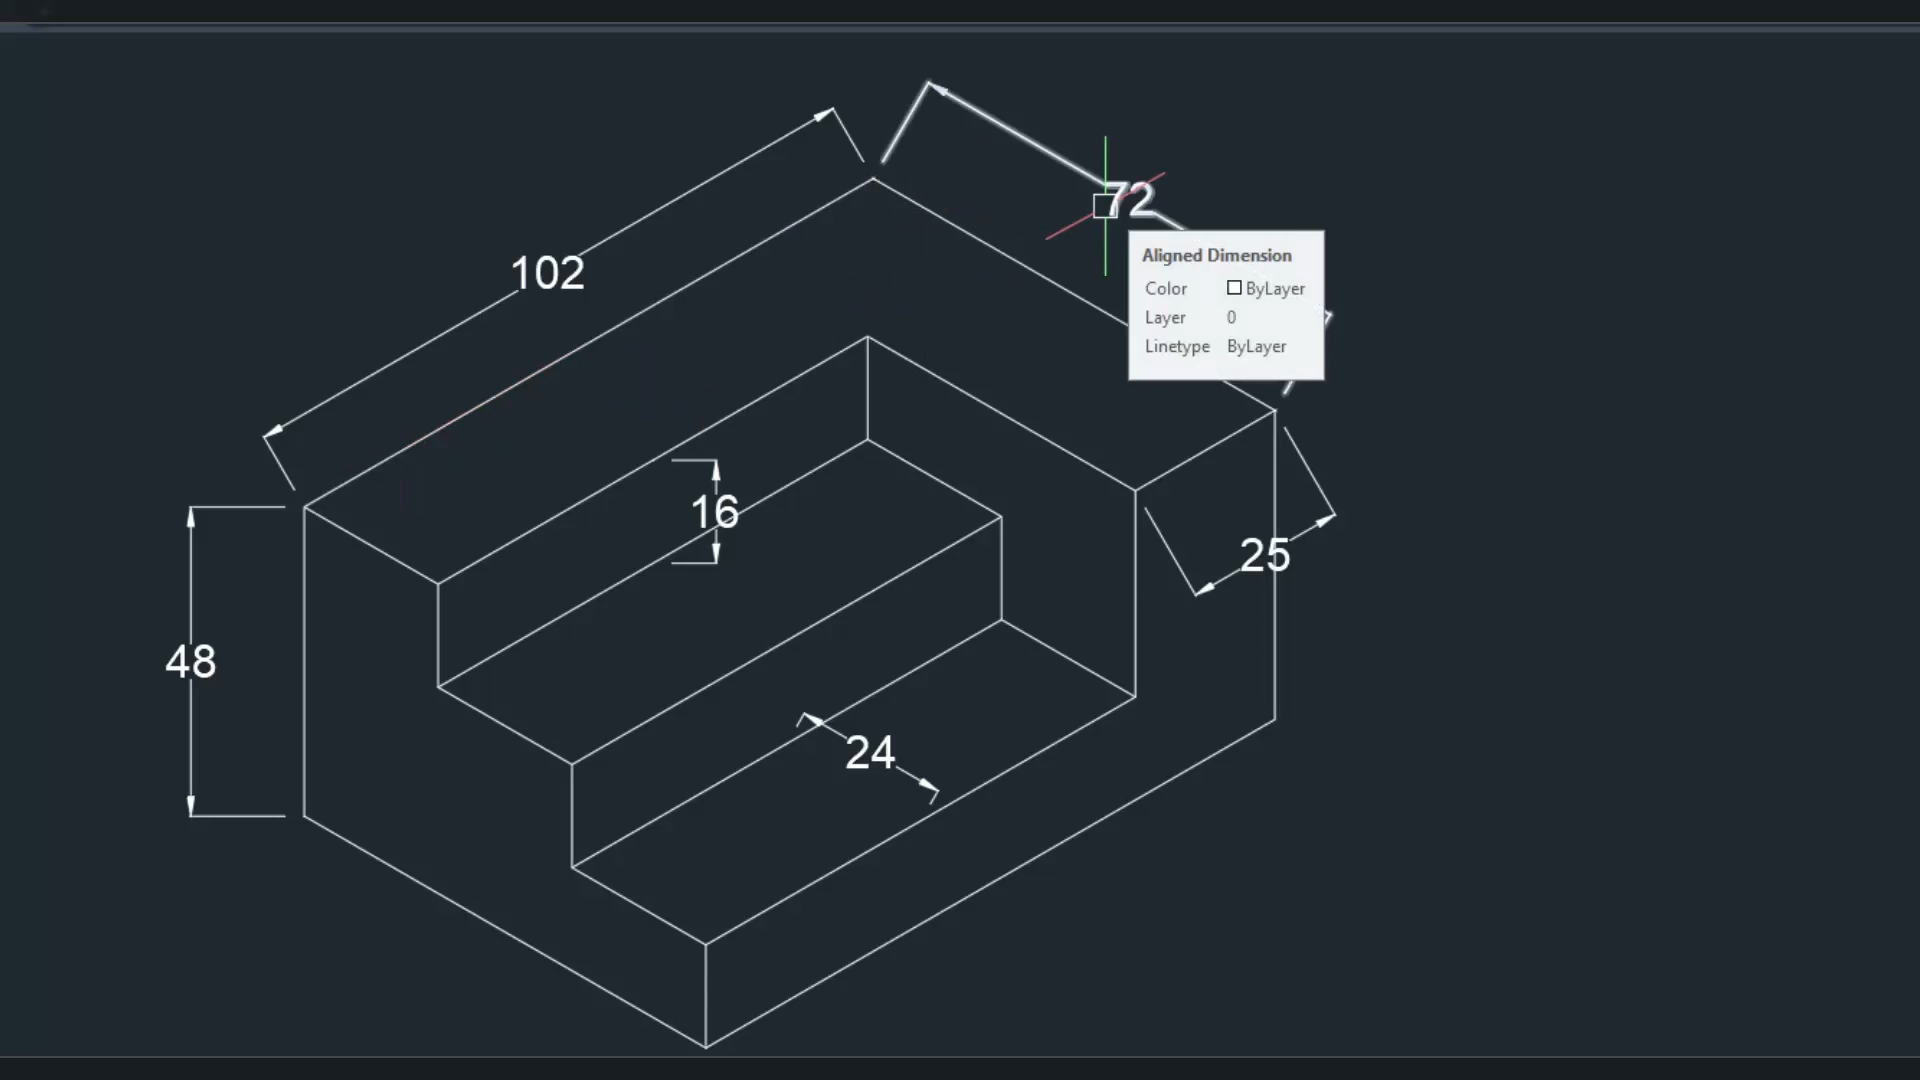 72
102
Aligned Dimension
Color ByLayer
Layer 0
Linetype ByLayer
16
25
48
24